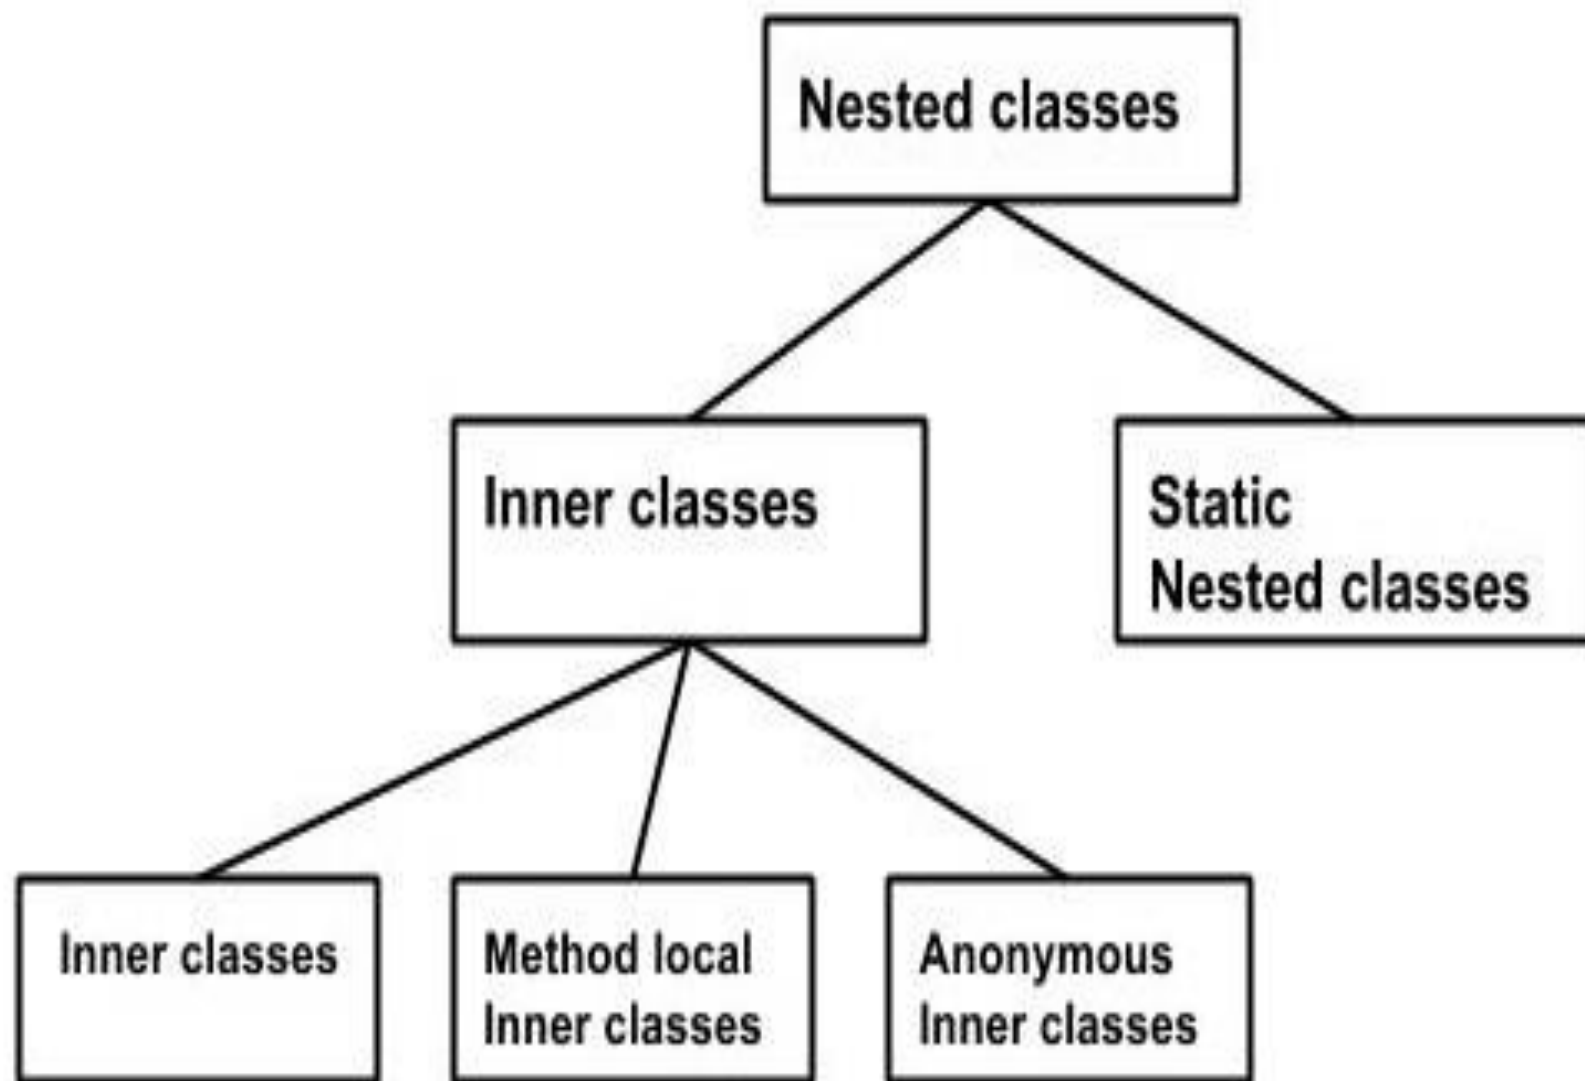 Nested classes
Inner classes
Static
Nested classes
Inner classes
Method local
Inner classes
Anonymous
Inner classes